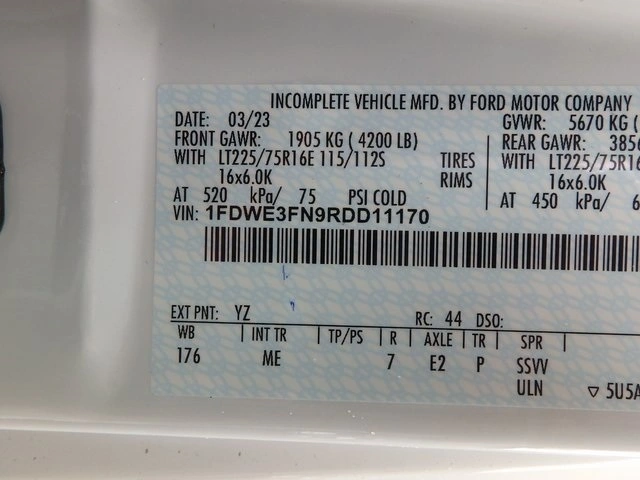 INCOMPLETE VEHICLE MFD. BY FORD MOTOR COMPANY
DATE: 03/23 GVWR: 5670 KG (
FRONT GAWR: 1905 KG ( 4200 LB) REAR GAWR: 3856
WITH LT225/75R16E 115/112S TIRES WITH LT225/75R16
16x6.0K RIMS 16x6.0K
AT 520 kPa/ 75 PSI COLD AT 450 kPa/ 6
VIN: 1FDWE3FN9RDD11170
EXT PNT: YZ RC: 44 DSO:
WB | INT TR | TP/PS | R | AXLE | TR | SPR
176 ME 7 E2 P SSVV
ULN ▽ 5U5A